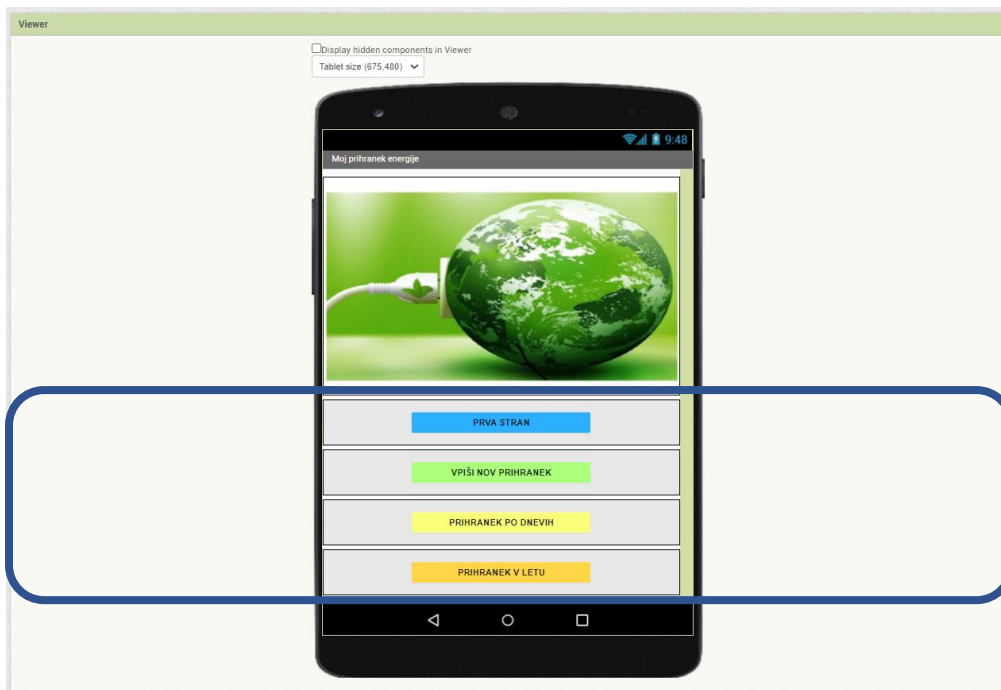 Viewer
Display hidden components in Viewer
Tablet size (675,480)
9:48
Moj prihranek energije
PRVA STRAN
VPIŠI NOV PRIHRANEK
PRIHRANEK PO DNEVIH
PRIHRANEK V LETU